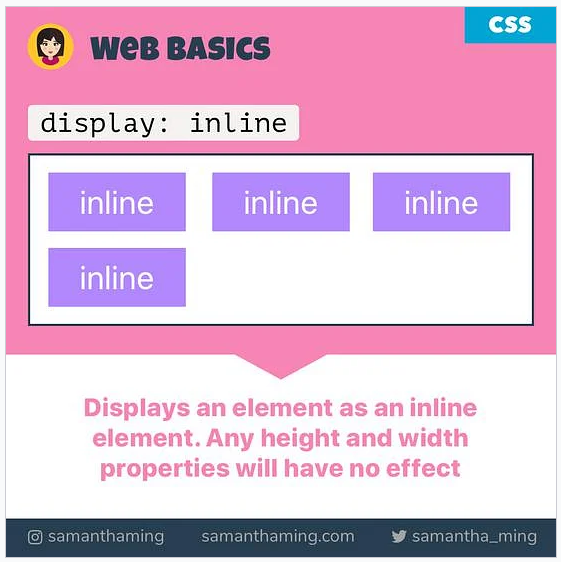 CSS
WeB BASICS
display: inline
inline inline inline
inline
Displays an element as an inline
element. Any height and width
properties will have no effect
samanthaming samanthaming.com samantha_ming